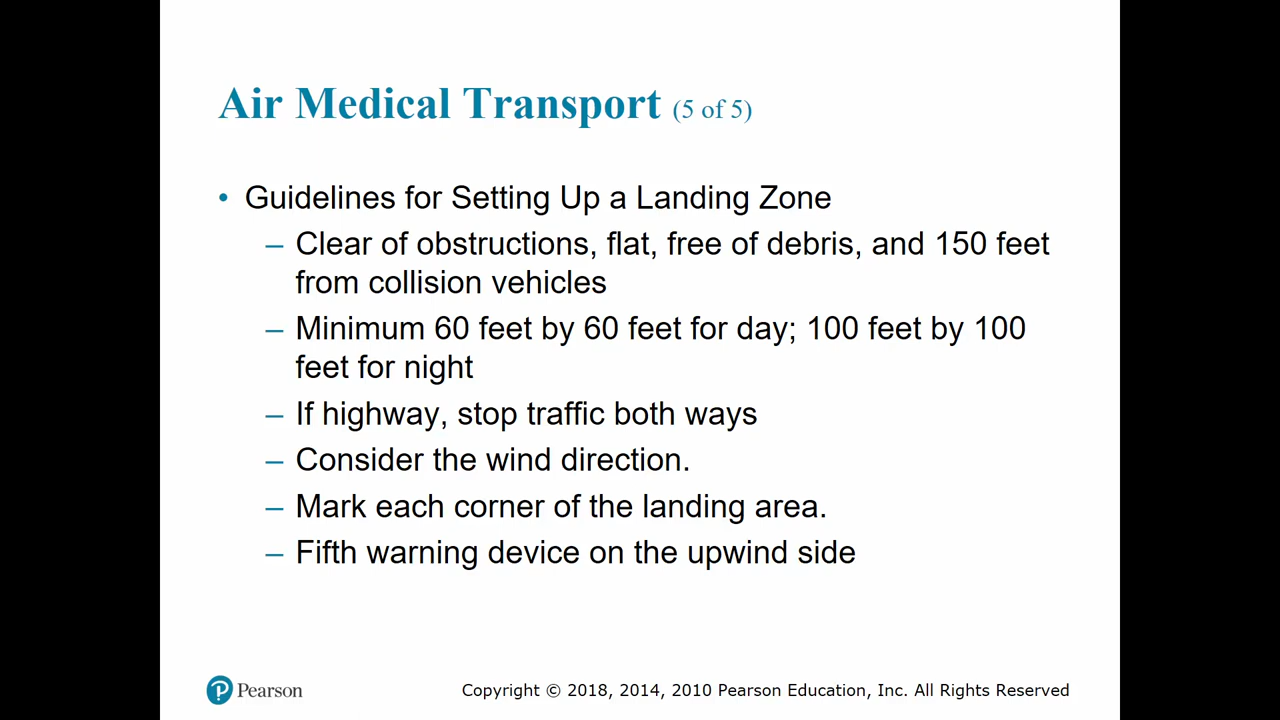 Air Medical Transport (5 of 5)
• Guidelines for Setting Up a Landing Zone
– Clear of obstructions, flat, free of debris, and 150 feet
from collision vehicles
– Minimum 60 feet by 60 feet for day; 100 feet by 100
feet for night
– If highway, stop traffic both ways
– Consider the wind direction.
– Mark each corner of the landing area.
– Fifth warning device on the upwind side
P Pearson
Copyright © 2018, 2014, 2010 Pearson Education, Inc. All Rights Reserved